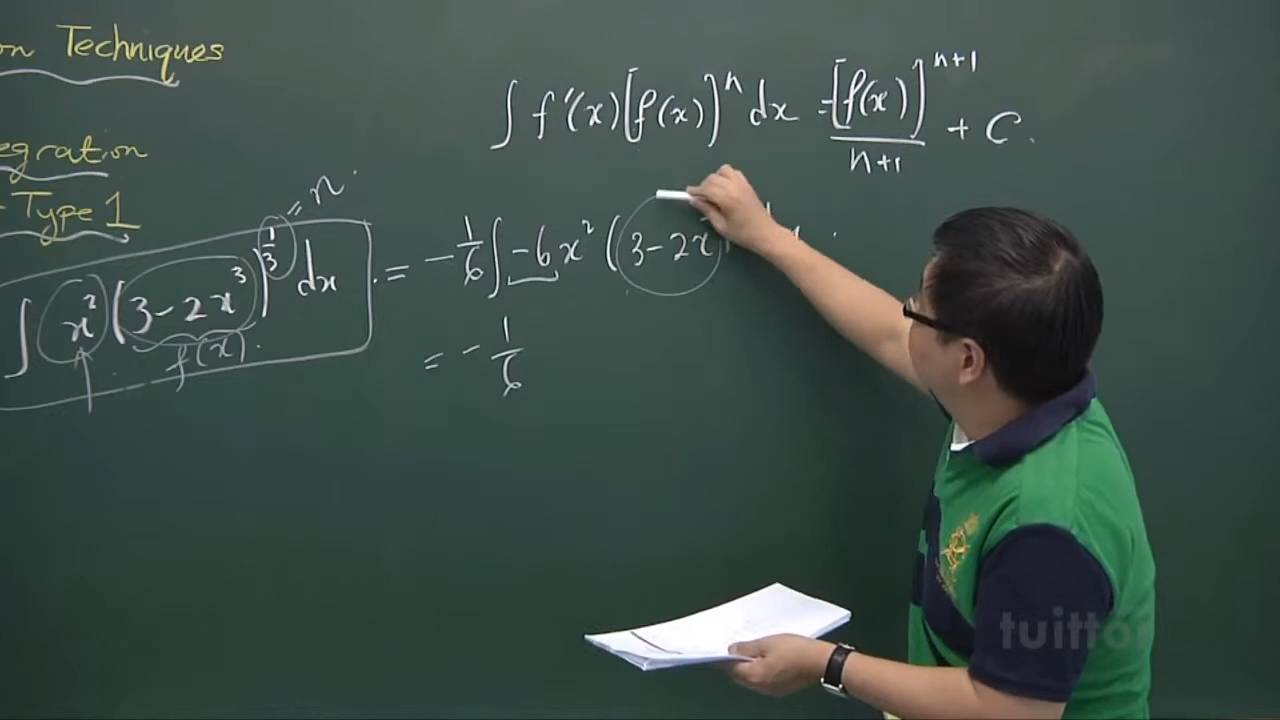 on Techniques
egration
- Type 1
∫ f'(x) [f(x)]^n dx = [f(x)]^{n+1} / n+1 + C.
∫ x² (3-2x³)^{1/3} dx = -1/6 ∫ -6x² (3-2x
= n.
f(x).
= - 1/6
tuitto